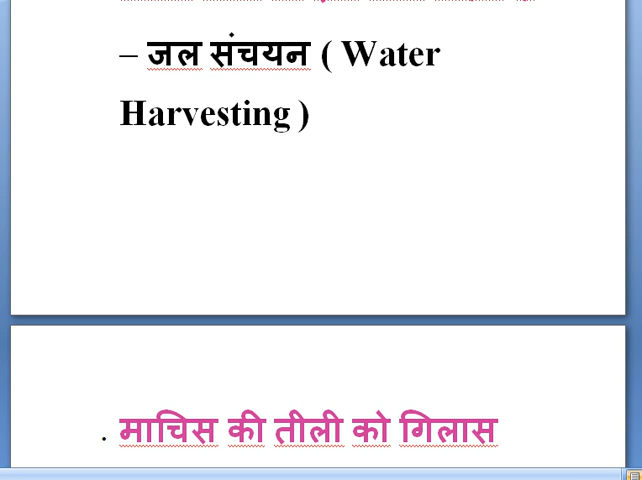 – जल संचयन ( Water
Harvesting )
. माचिस की तीली को गिलास